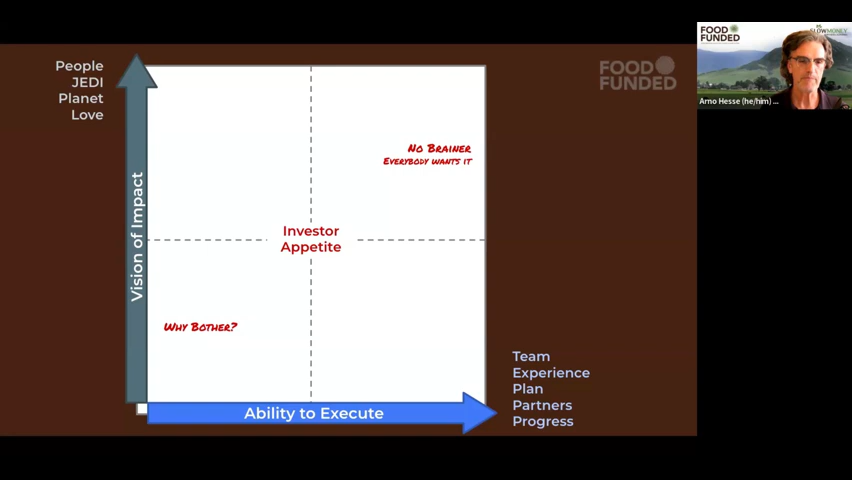 People
JEDI
Planet
Love
Vision of Impact
No Brainer
Everybody wants it
Investor
Appetite
Why Bother?
Ability to Execute
Team
Experience
Plan
Partners
Progress
FOOD
FUNDED
FOOD
FUNDED
SLOW MONEY
Arno Hesse (he/him) ...